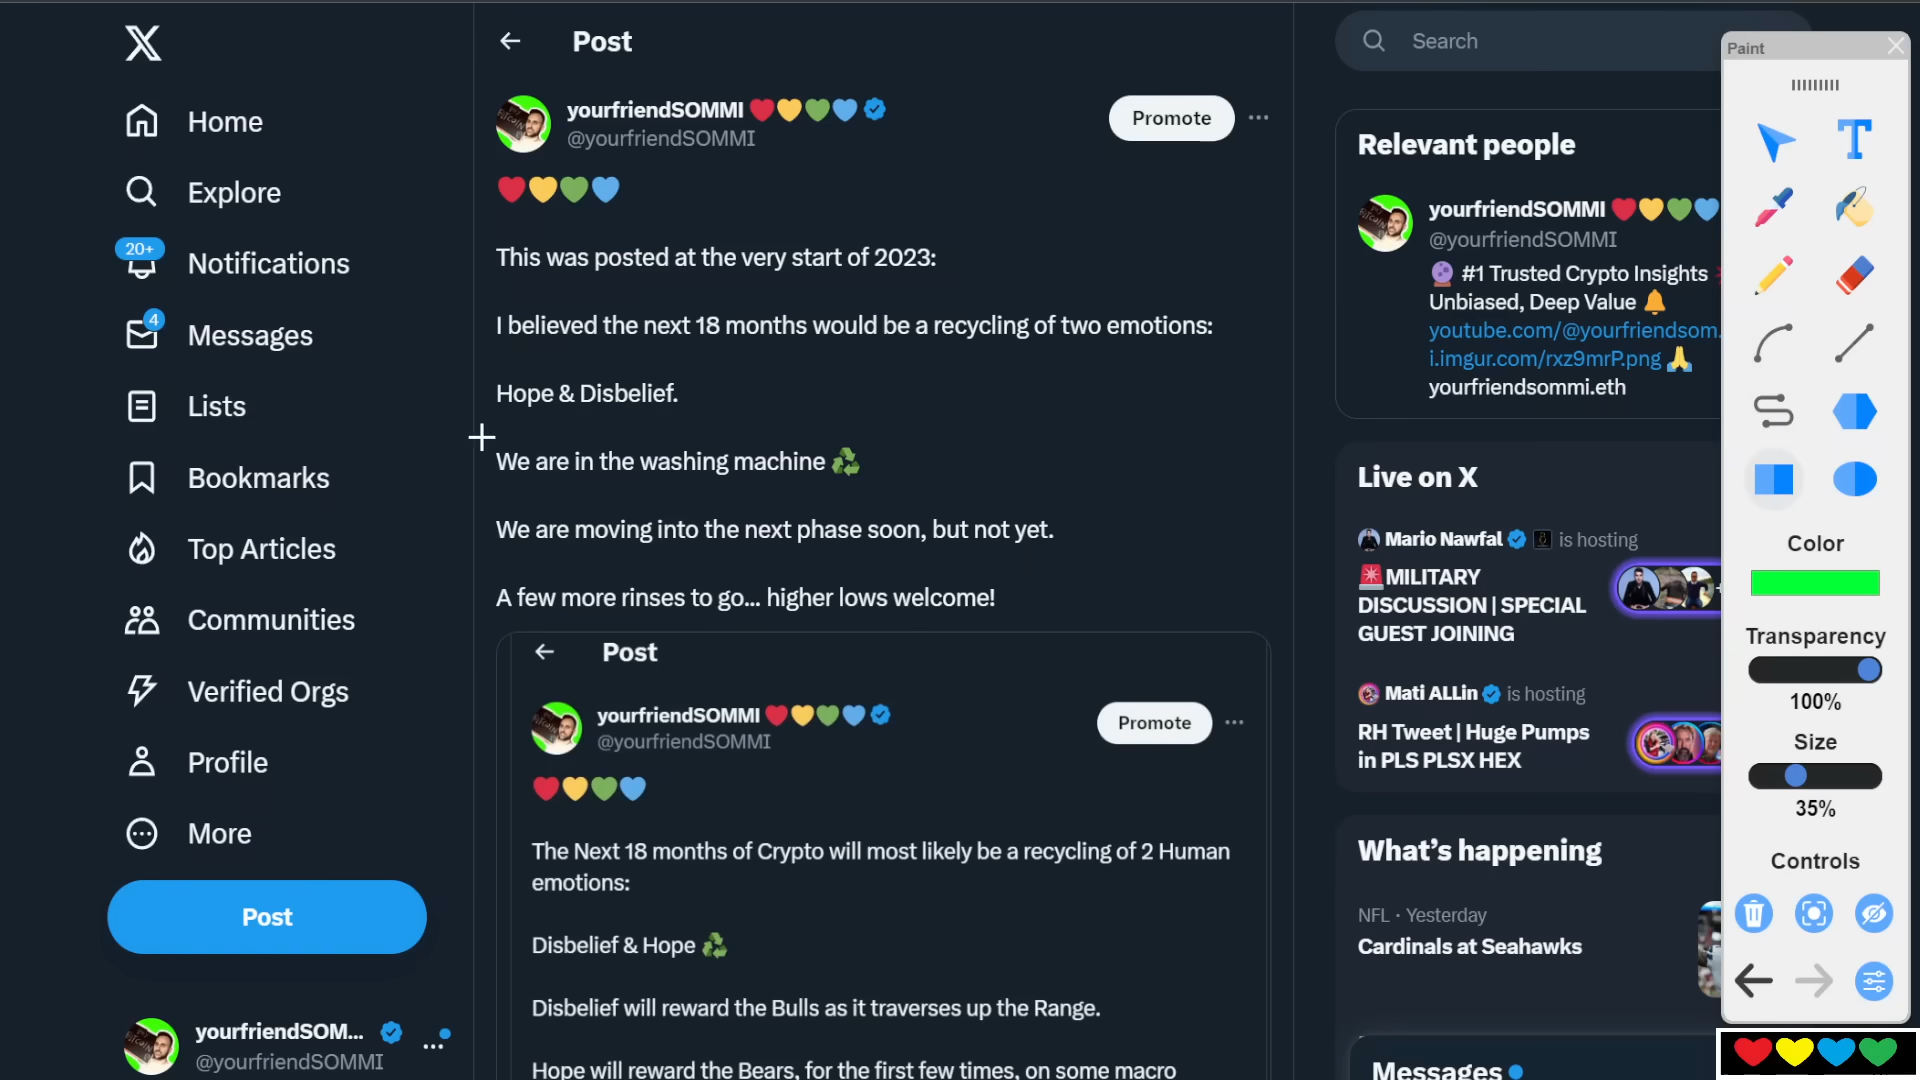 Home
Explore
20+
Notifications
4
Messages
Lists
Bookmarks
Top Articles
Communities
Verified Orgs
Profile
More
Post
yourfriendSOM...
@yourfriendSOMMI
Post
yourfriendSOMMI
@yourfriendSOMMI
Promote
This was posted at the very start of 2023:
I believed the next 18 months would be a recycling of two emotions:
Hope & Disbelief.
We are in the washing machine
We are moving into the next phase soon, but not yet.
A few more rinses to go... higher lows welcome!
Post
yourfriendSOMMI
@yourfriendSOMMI
Promote
The Next 18 months of Crypto will most likely be a recycling of 2 Human
emotions:
Disbelief & Hope
Disbelief will reward the Bulls as it traverses up the Range.
Hope will reward the Bears, for the first few times, on some macro
Search
Relevant people
yourfriendSOMMI
@yourfriendSOMMI
#1 Trusted Crypto Insights
Unbiased, Deep Value
youtube.com/@yourfriendsom.
i.imgur.com/rxz9mrP.png
yourfriendsommi.eth
Live on X
Mario Nawfal is hosting
MILITARY
DISCUSSION | SPECIAL
GUEST JOINING
Mati ALLin is hosting
RH Tweet | Huge Pumps
in PLS PLSX HEX
What's happening
NFL · Yesterday
Cardinals at Seahawks
Messages
Paint
Color
Transparency
100%
Size
35%
Controls